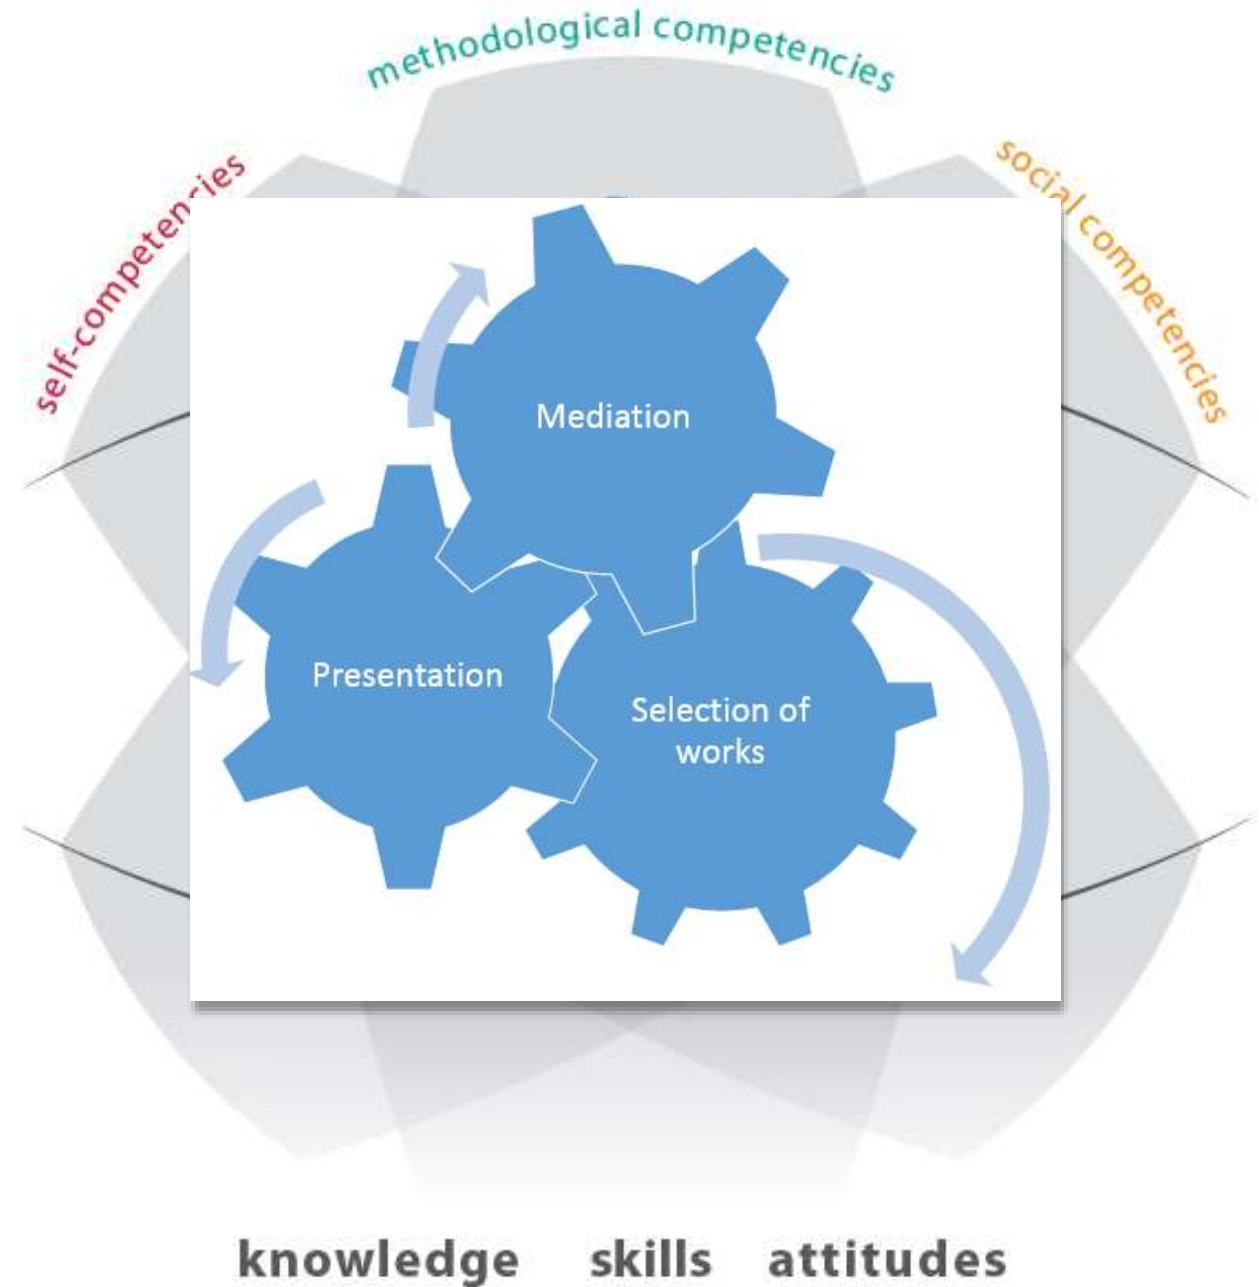 methodological competencies
self-competencies
social competencies
Mediation
Presentation
Selection of
works
knowledge skills attitudes